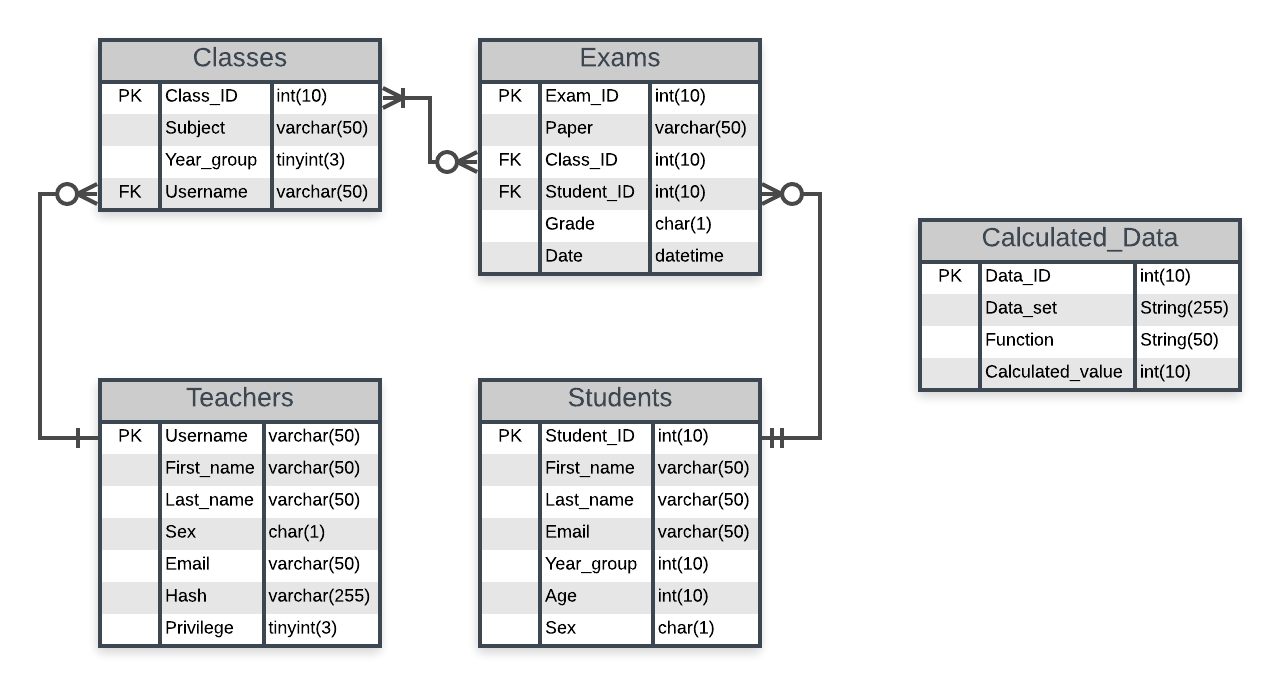 Classes
PK Class_ID int(10)
Subject varchar(50)
Year_group tinyint(3)
FK Username varchar(50)
Exams
PK Exam_ID int(10)
Paper varchar(50)
FK Class_ID int(10)
FK Student_ID int(10)
Grade char(1)
Date datetime
Calculated_Data
PK Data_ID int(10)
Data_set String(255)
Function String(50)
Calculated_value int(10)
Teachers
PK Username varchar(50)
First_name varchar(50)
Last_name varchar(50)
Sex char(1)
Email varchar(50)
Hash varchar(255)
Privilege tinyint(3)
Students
PK Student_ID int(10)
First_name varchar(50)
Last_name varchar(50)
Email varchar(50)
Year_group int(10)
Age int(10)
Sex char(1)